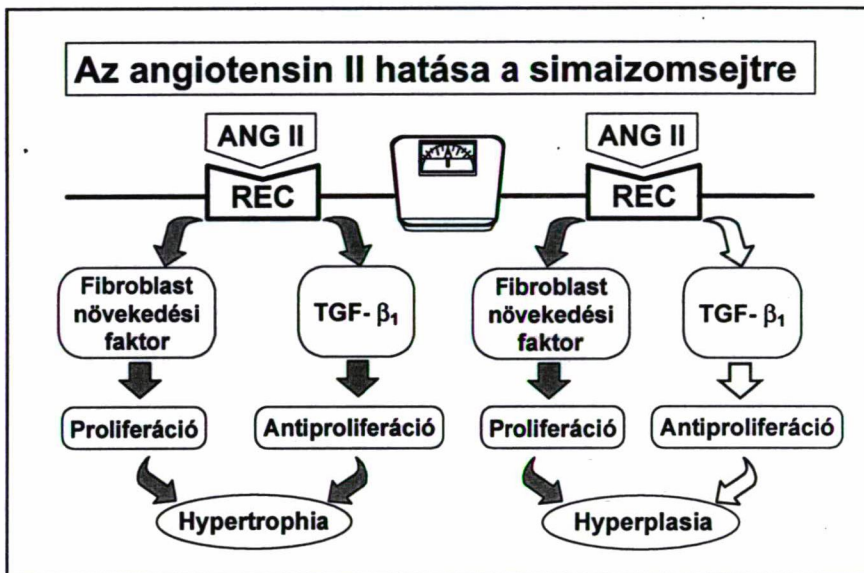 Az angiotensin II hatása a simaizomsejtre
ANG II
REC
Fibroblast
növekedési
faktor
TGF- β₁
Proliferáció
Antiproliferáció
Hypertrophia
ANG II
REC
Fibroblast
növekedési
faktor
TGF- β₁
Proliferáció
Antiproliferáció
Hyperplasia